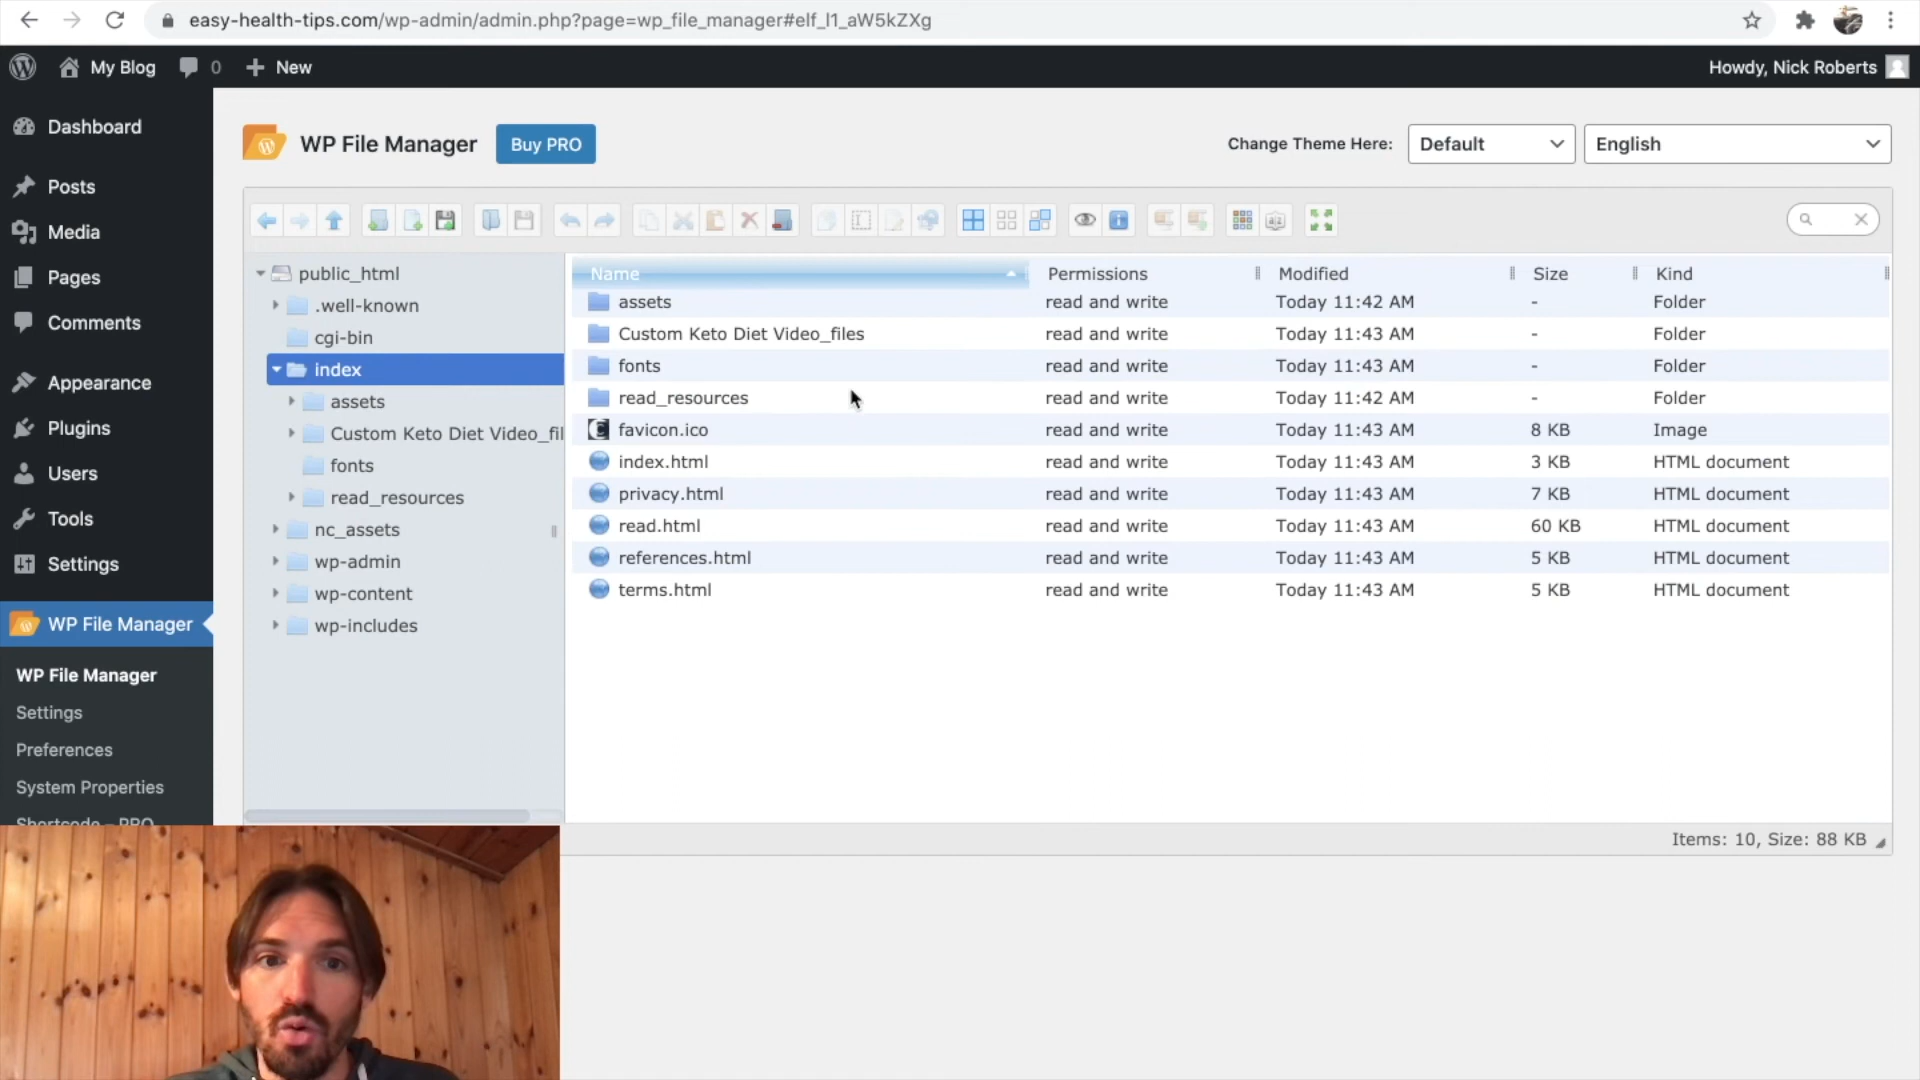 easy-health-tips.com/wp-admin/admin.php?page=wp_file_manager#elf_l1_aW5kZXg
My Blog 0 New Howdy, Nick Roberts
Dashboard
Posts
Media
Pages
Comments
Appearance
Plugins
Users
Tools
Settings
WP File Manager
WP File Manager
Settings
Preferences
System Properties
Shortcode – PRO
WP File Manager Buy PRO Change Theme Here: Default English
public_html
.well-known
cgi-bin
index
assets
Custom Keto Diet Video_fil
fonts
read_resources
nc_assets
wp-admin
wp-content
wp-includes
Name Permissions Modified Size Kind
assets read and write Today 11:42 AM - Folder
Custom Keto Diet Video_files read and write Today 11:43 AM - Folder
fonts read and write Today 11:43 AM - Folder
read_resources read and write Today 11:42 AM - Folder
favicon.ico read and write Today 11:43 AM 8 KB Image
index.html read and write Today 11:43 AM 3 KB HTML document
privacy.html read and write Today 11:43 AM 7 KB HTML document
read.html read and write Today 11:43 AM 60 KB HTML document
references.html read and write Today 11:43 AM 5 KB HTML document
terms.html read and write Today 11:43 AM 5 KB HTML document
Items: 10, Size: 88 KB